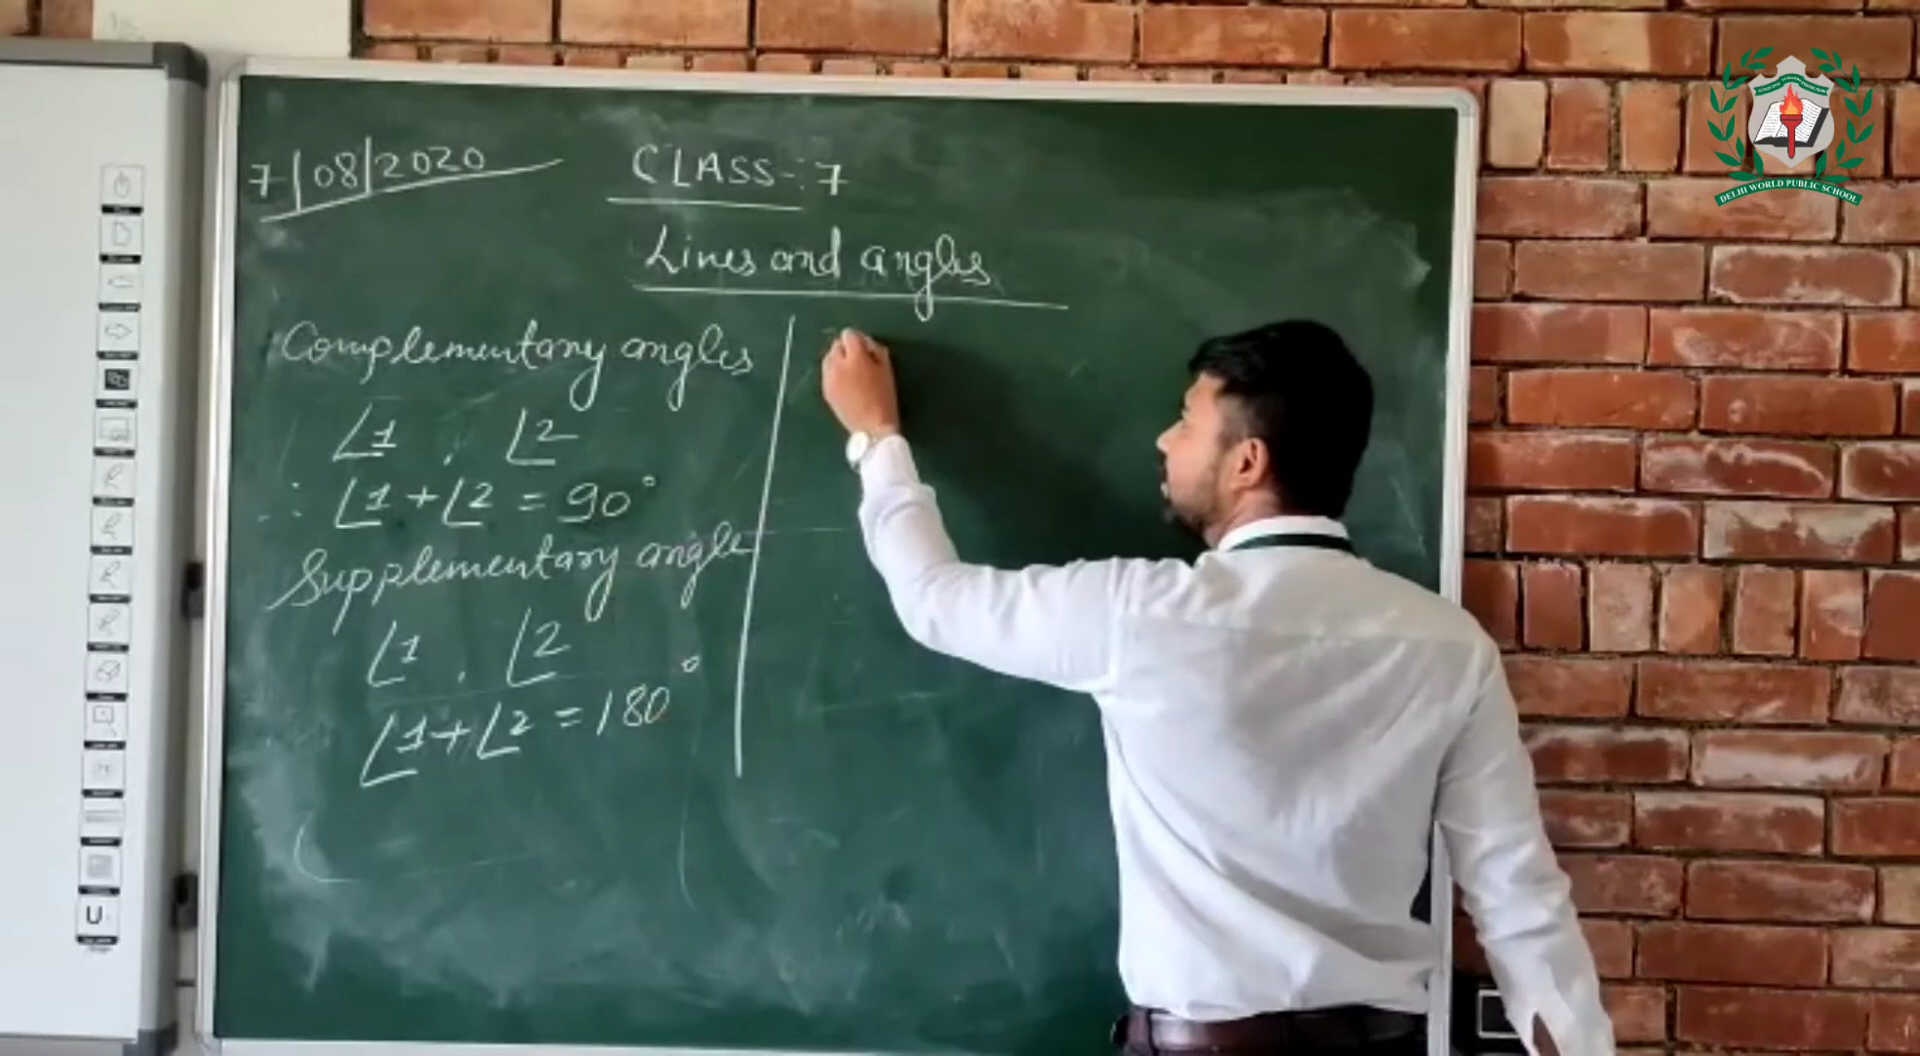 7/08/2020
CLASS-:7
Lines and angles
Complementary angles
∠1 , ∠2
∴ ∠1+∠2 = 90°
Supplementary angle
∠1 , ∠2
∠1+∠2 = 180°
U
DELHI WORLD PUBLIC SCHOOL